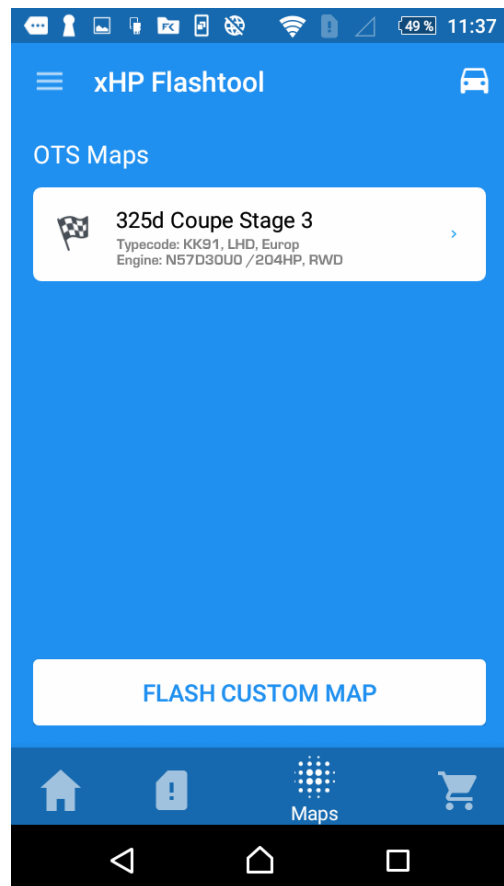 FK
49 %
11:37
xHP Flashtool
OTS Maps
325d Coupe Stage 3
Typecode: KK91, LHD, Europ
Engine: N57D30U0 /204HP, RWD
FLASH CUSTOM MAP
Maps